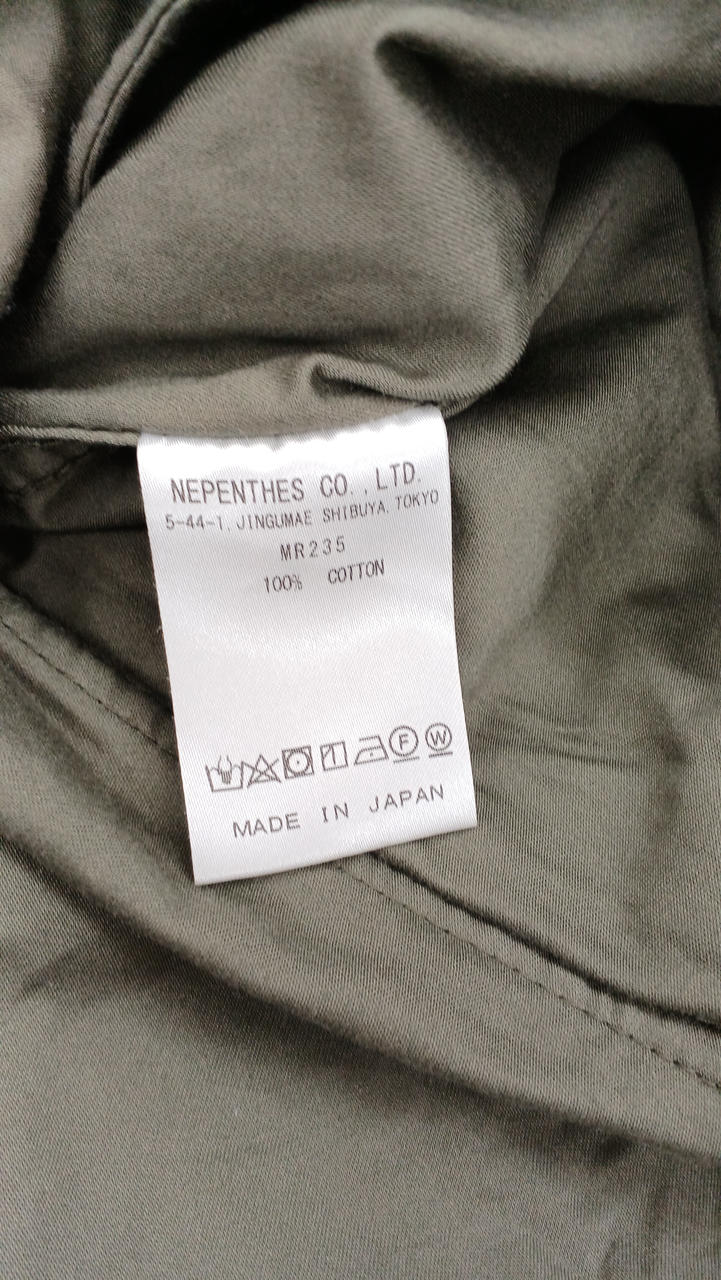 NEPENTHES CO.,LTD.
5-44-1, JINGUMAE SHIBUYA, TOKYO
MR235
100% COTTON
F W
MADE IN JAPAN